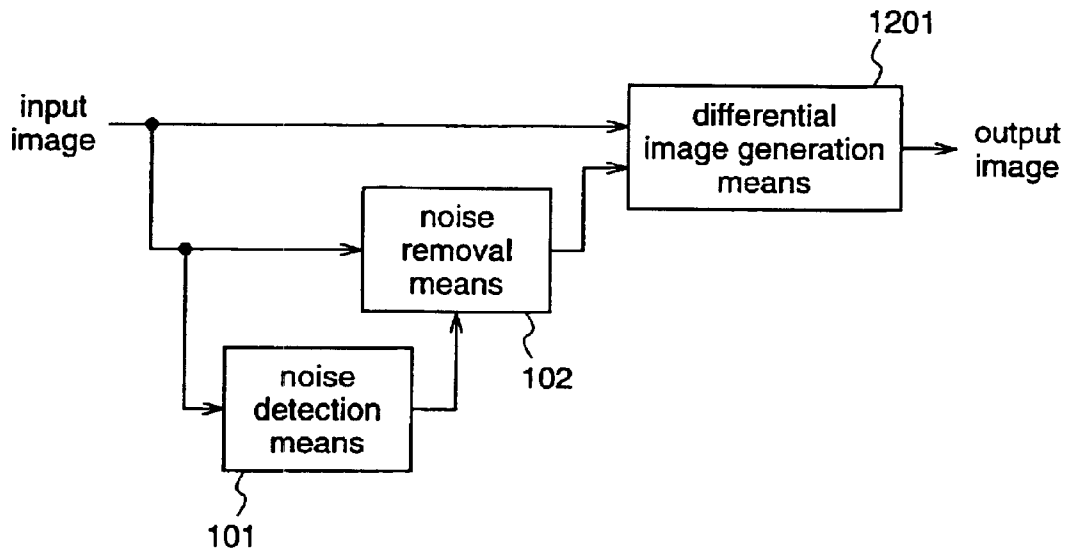 1201
input
image
differential
image generation
means
output
image
noise
removal
means
102
noise
detection
means
101